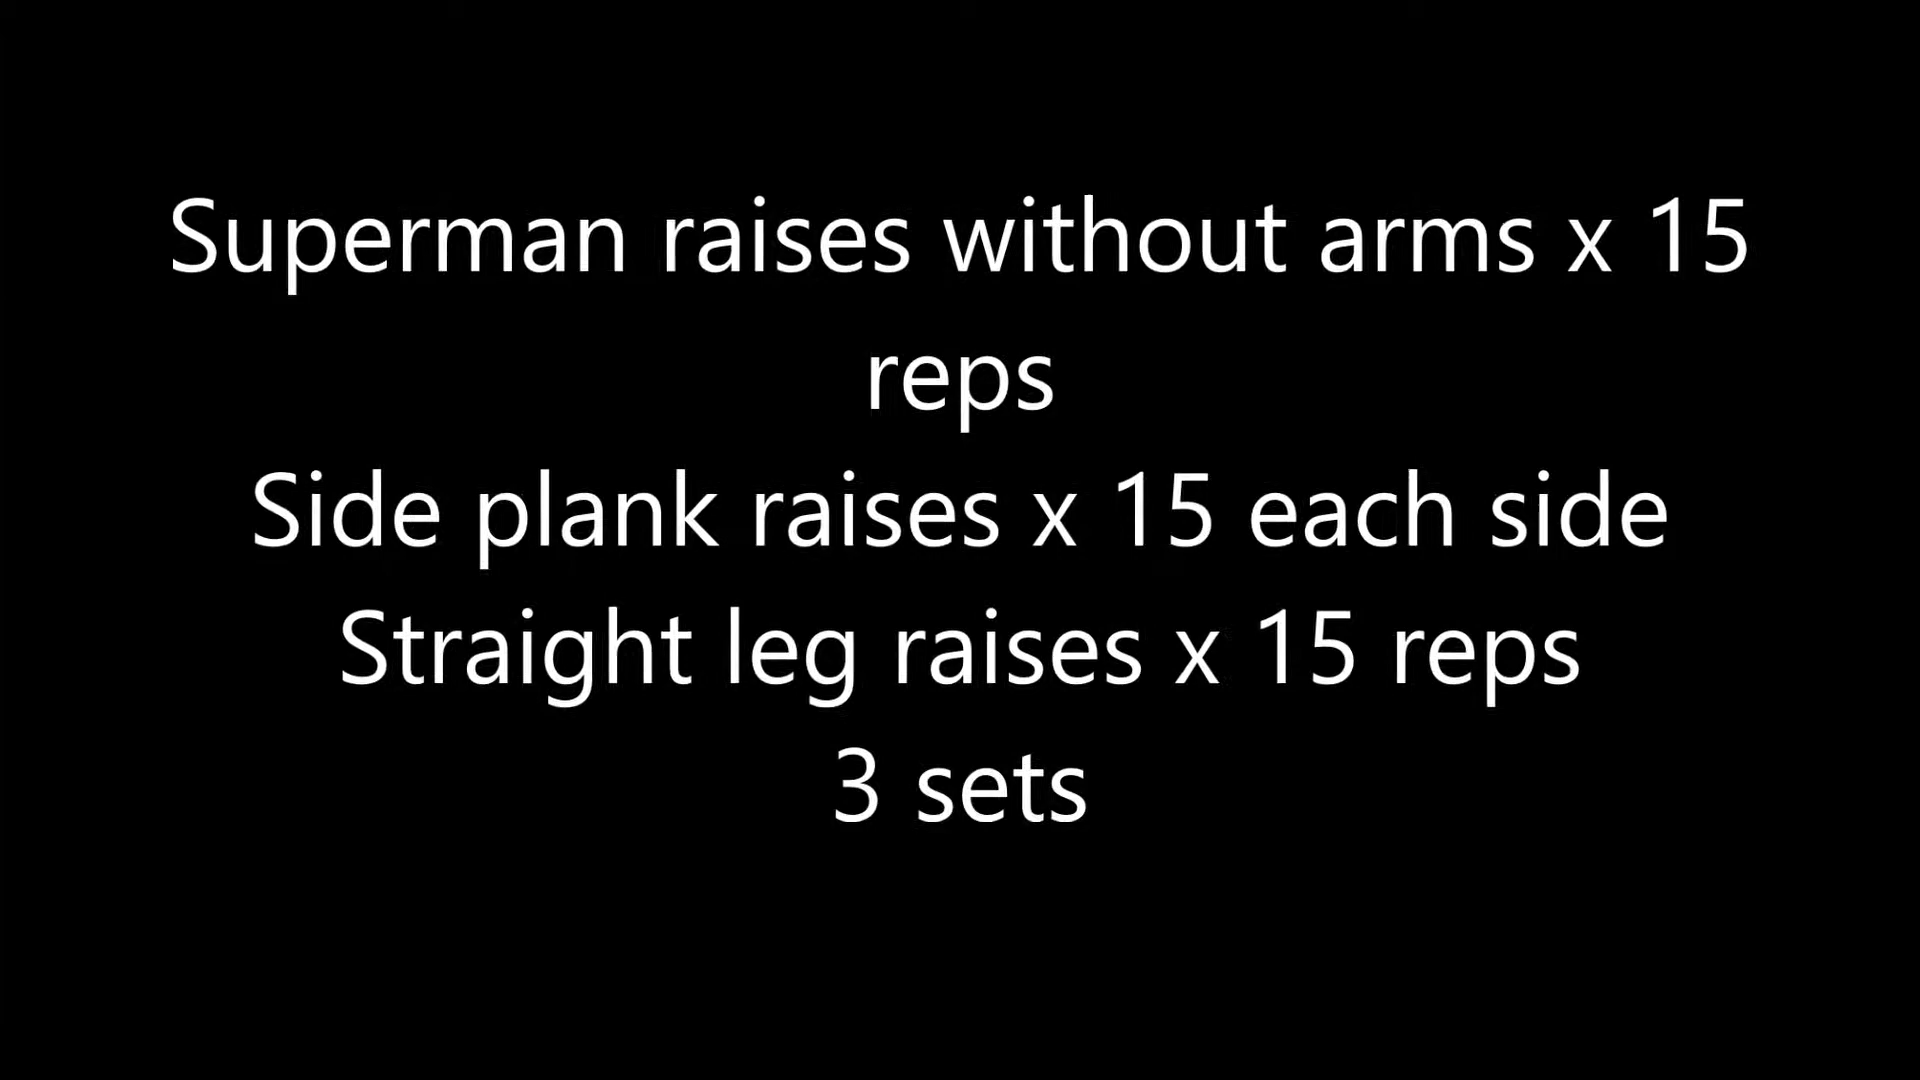 Superman raises without arms x 15
reps
Side plank raises x 15 each side
Straight leg raises x 15 reps
3 sets